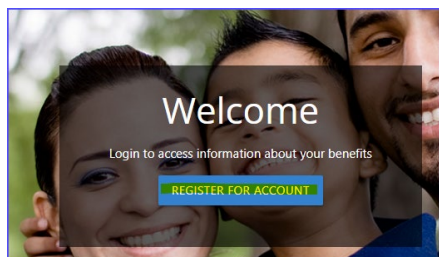 Welcome
Login to access information about your benefits
REGISTER FOR ACCOUNT